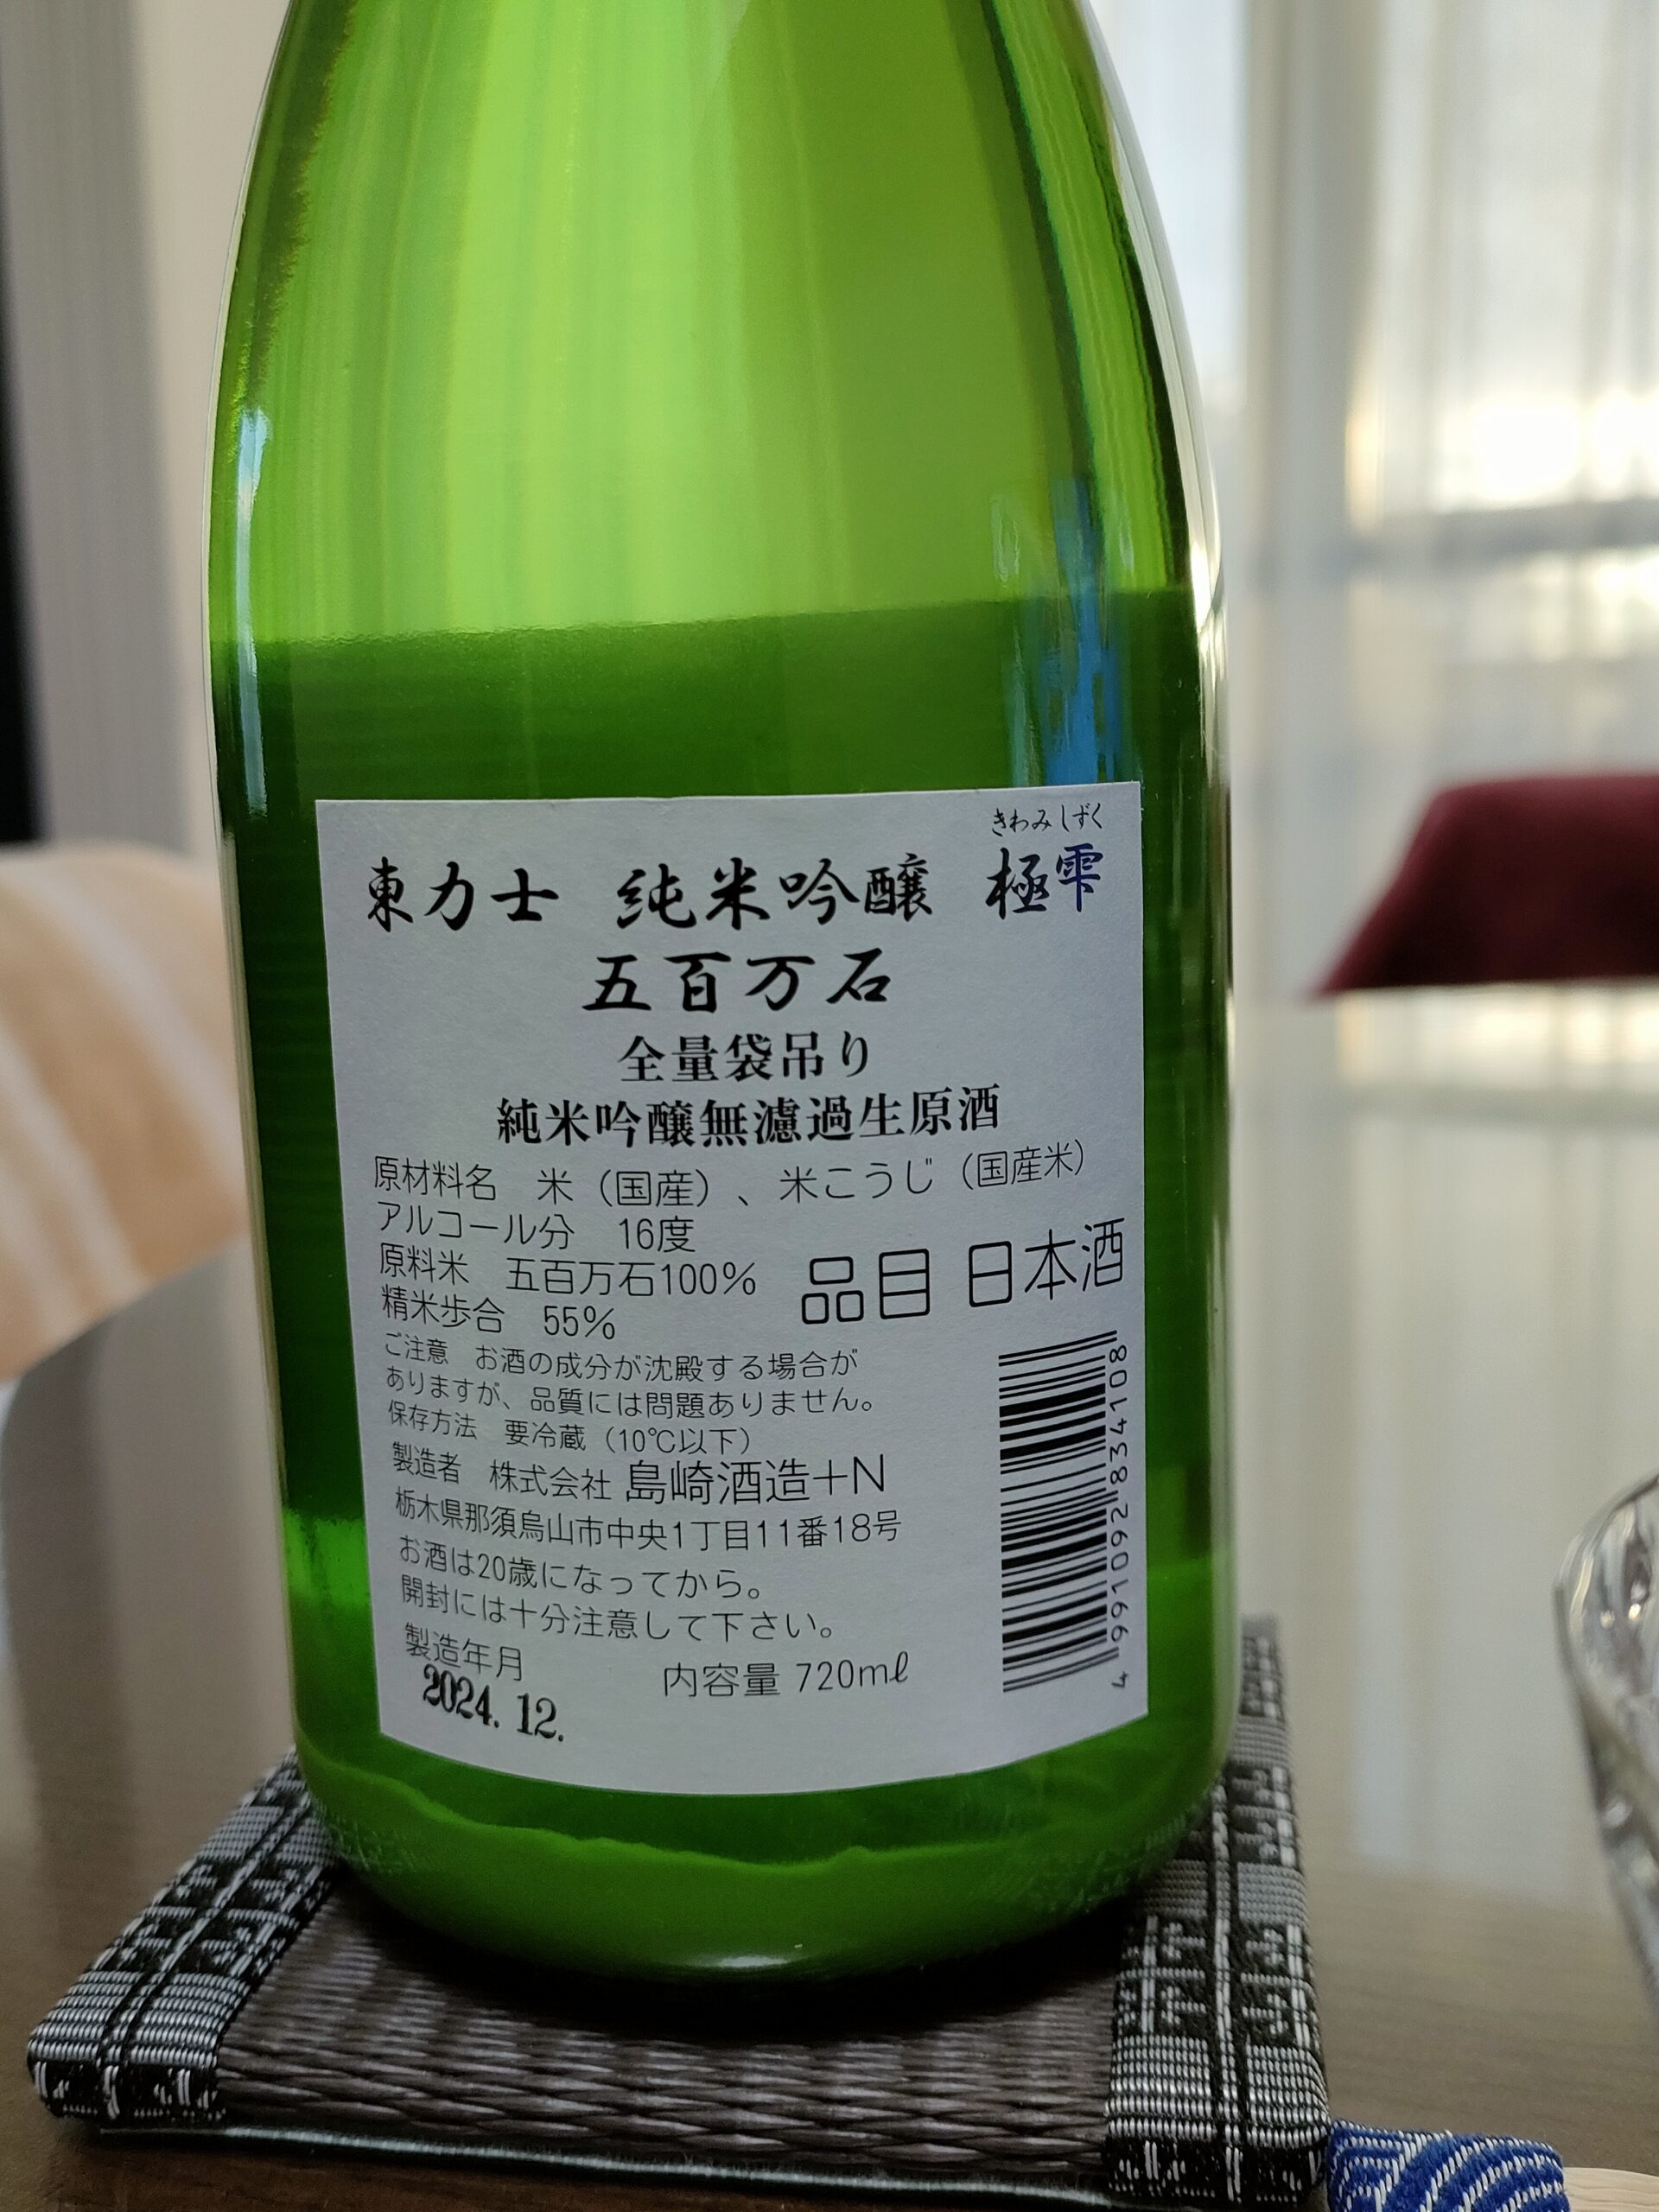 きわみしずく
東力士 純米吟醸 極雫
五百万石
全量袋吊り
純米吟醸無濾過生原酒
原材料名 米（国産）、米こうじ（国産米）
アルコール分 16度
原料米 五百万石100%
精米歩合 55%
品目 日本酒
ご注意 お酒の成分が沈殿する場合が
ありますが、品質には問題ありません。
保存方法 要冷蔵（10℃以下）
製造者 株式会社 島崎酒造+N
栃木県那須烏山市中央1丁目11番18号
お酒は20歳になってから。
開封には十分注意して下さい。
製造年月
2024.12.
内容量 720ml
4991092834108